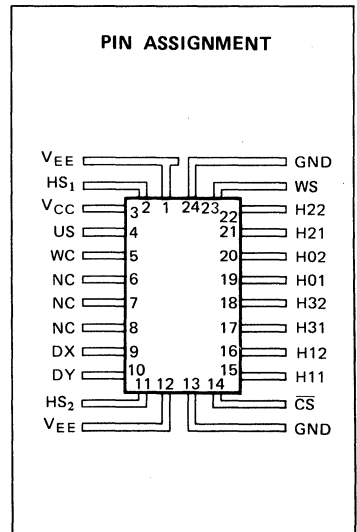 PIN ASSIGNMENT
VEE GND
HS1 WS
VCC 3 2 1 24 23 22 H22
US 4 21 H21
WC 5 20 H02
NC 6 19 H01
NC 7 18 H32
NC 8 17 H31
DX 9 16 H12
DY 10 15 H11
HS2 11 12 13 14 CS
VEE GND